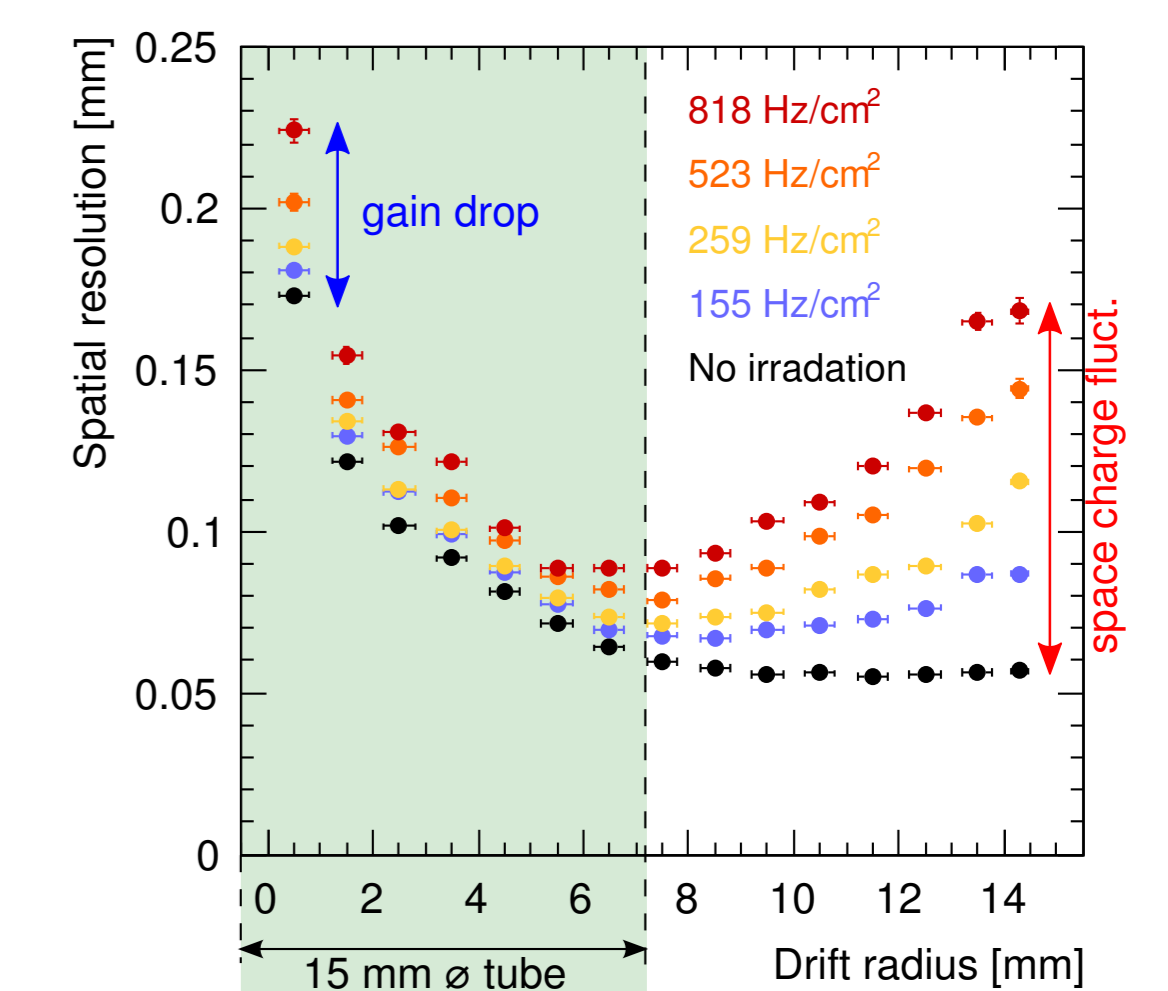 Spatial resolution [mm]
0.25
0.2
0.15
0.1
0.05
0
gain drop
818 Hz/cm²
523 Hz/cm²
259 Hz/cm²
155 Hz/cm²
No irradation
space charge fluct.
0 2 4 6 8 10 12 14
15 mm ⌀ tube
Drift radius [mm]